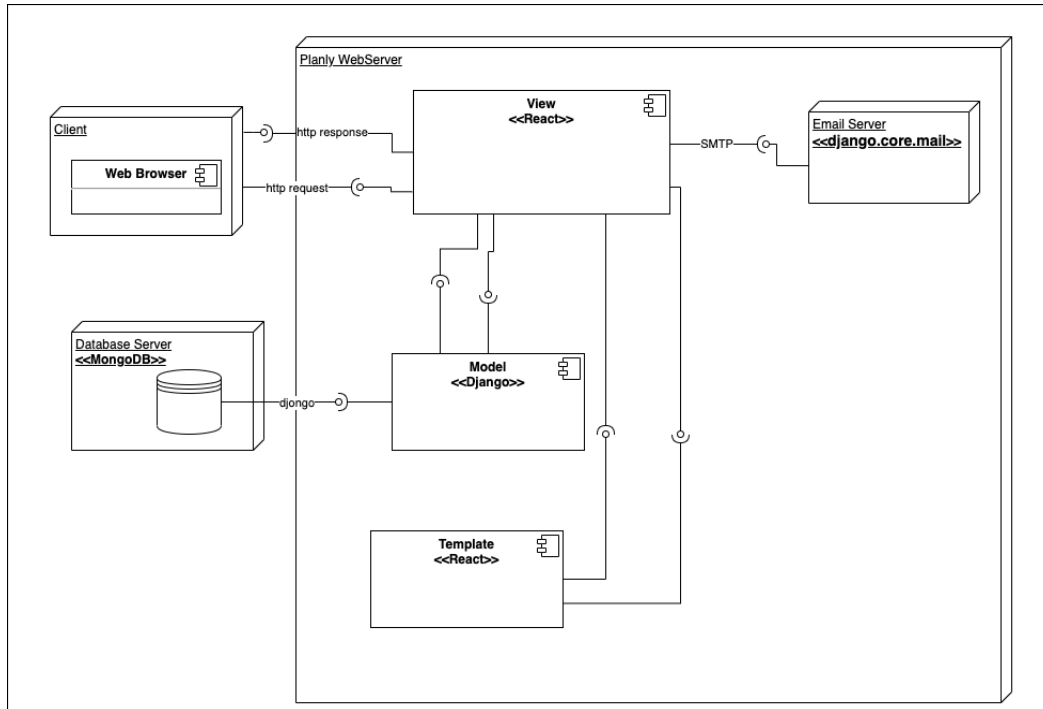 Planly WebServer
View
<<React>>
Client
Web Browser
http response
http request
SMTP
Email Server
<<django.core.mail>>
Database Server
<<MongoDB>>
djongo
Model
<<Django>>
Template
<<React>>